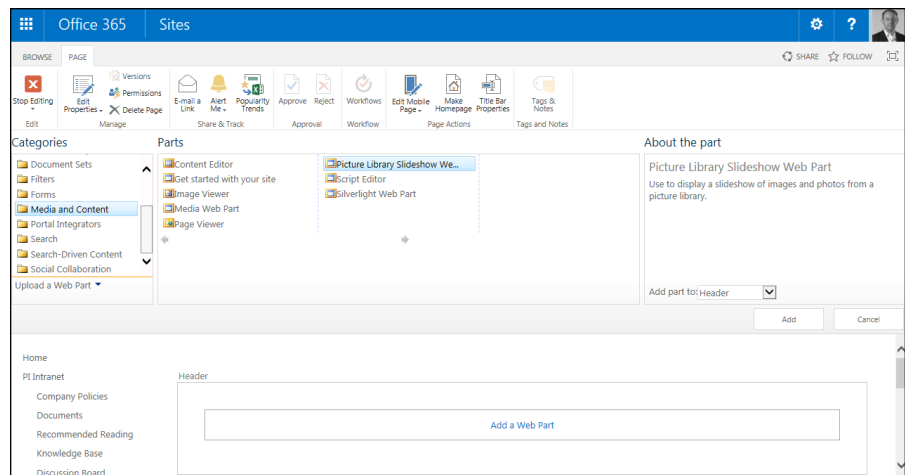 Office 365 Sites ?
BROWSE PAGE SHARE FOLLOW
Stop Editing
Edit Properties
Versions
Permissions
Delete Page
E-mail a Link
Alert Me
Popularity Trends
Approve
Reject
Workflows
Edit Mobile Page
Make Homepage
Title Bar Properties
Tags & Notes
Edit Manage Share & Track Approval Workflow Page Actions Tags and Notes
Categories
Document Sets
Filters
Forms
Media and Content
Portal Integrators
Search
Search-Driven Content
Social Collaboration
Upload a Web Part
Parts
Content Editor
Get started with your site
Image Viewer
Media Web Part
Page Viewer
Picture Library Slideshow We...
Script Editor
Silverlight Web Part
About the part
Picture Library Slideshow Web Part
Use to display a slideshow of images and photos from a
picture library.
Add part to: Header
Add Cancel
Home
PI Intranet
Company Policies
Documents
Recommended Reading
Knowledge Base
Discussion Board
Header
Add a Web Part